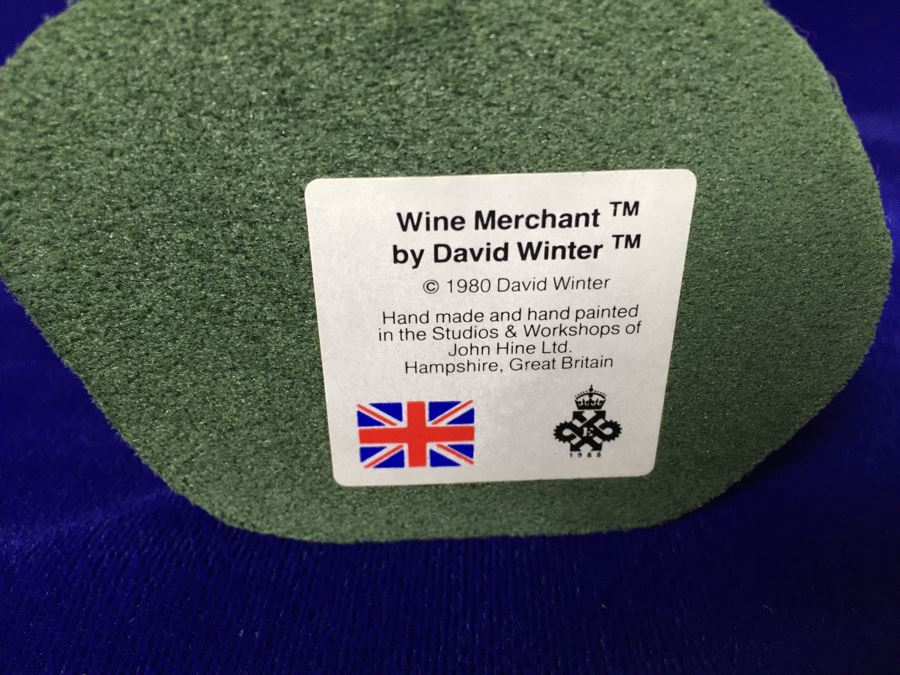 Wine Merchant ™
by David Winter ™
© 1980 David Winter
Hand made and hand painted
in the Studios & Workshops of
John Hine Ltd.
Hampshire, Great Britain
E
1988